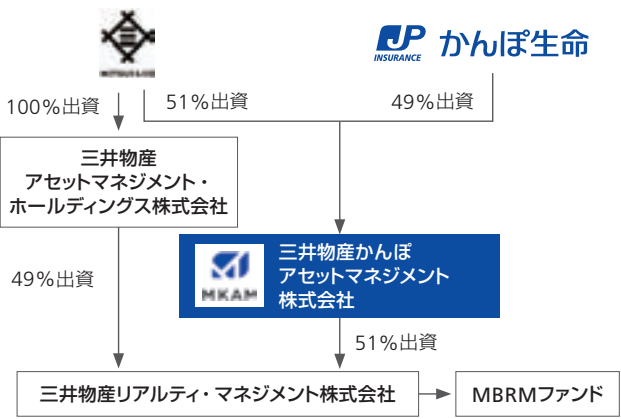 JP
INSURANCE
かんぽ生命
MITSUI & CO.
100%出資
51%出資
49%出資
三井物産
アセットマネジメント・
ホールディングス株式会社
三井物産かんぽ
アセットマネジメント
株式会社
MKAM
49%出資
51%出資
三井物産リアルティ・マネジメント株式会社
MBRMファンド